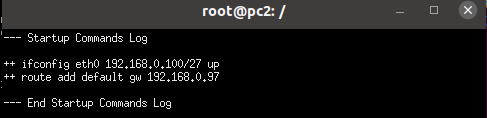 root@pc2: /
--- Startup Commands Log
++ ifconfig eth0 192.168.0.100/27 up
++ route add default gw 192.168.0.97
--- End Startup Commands Log